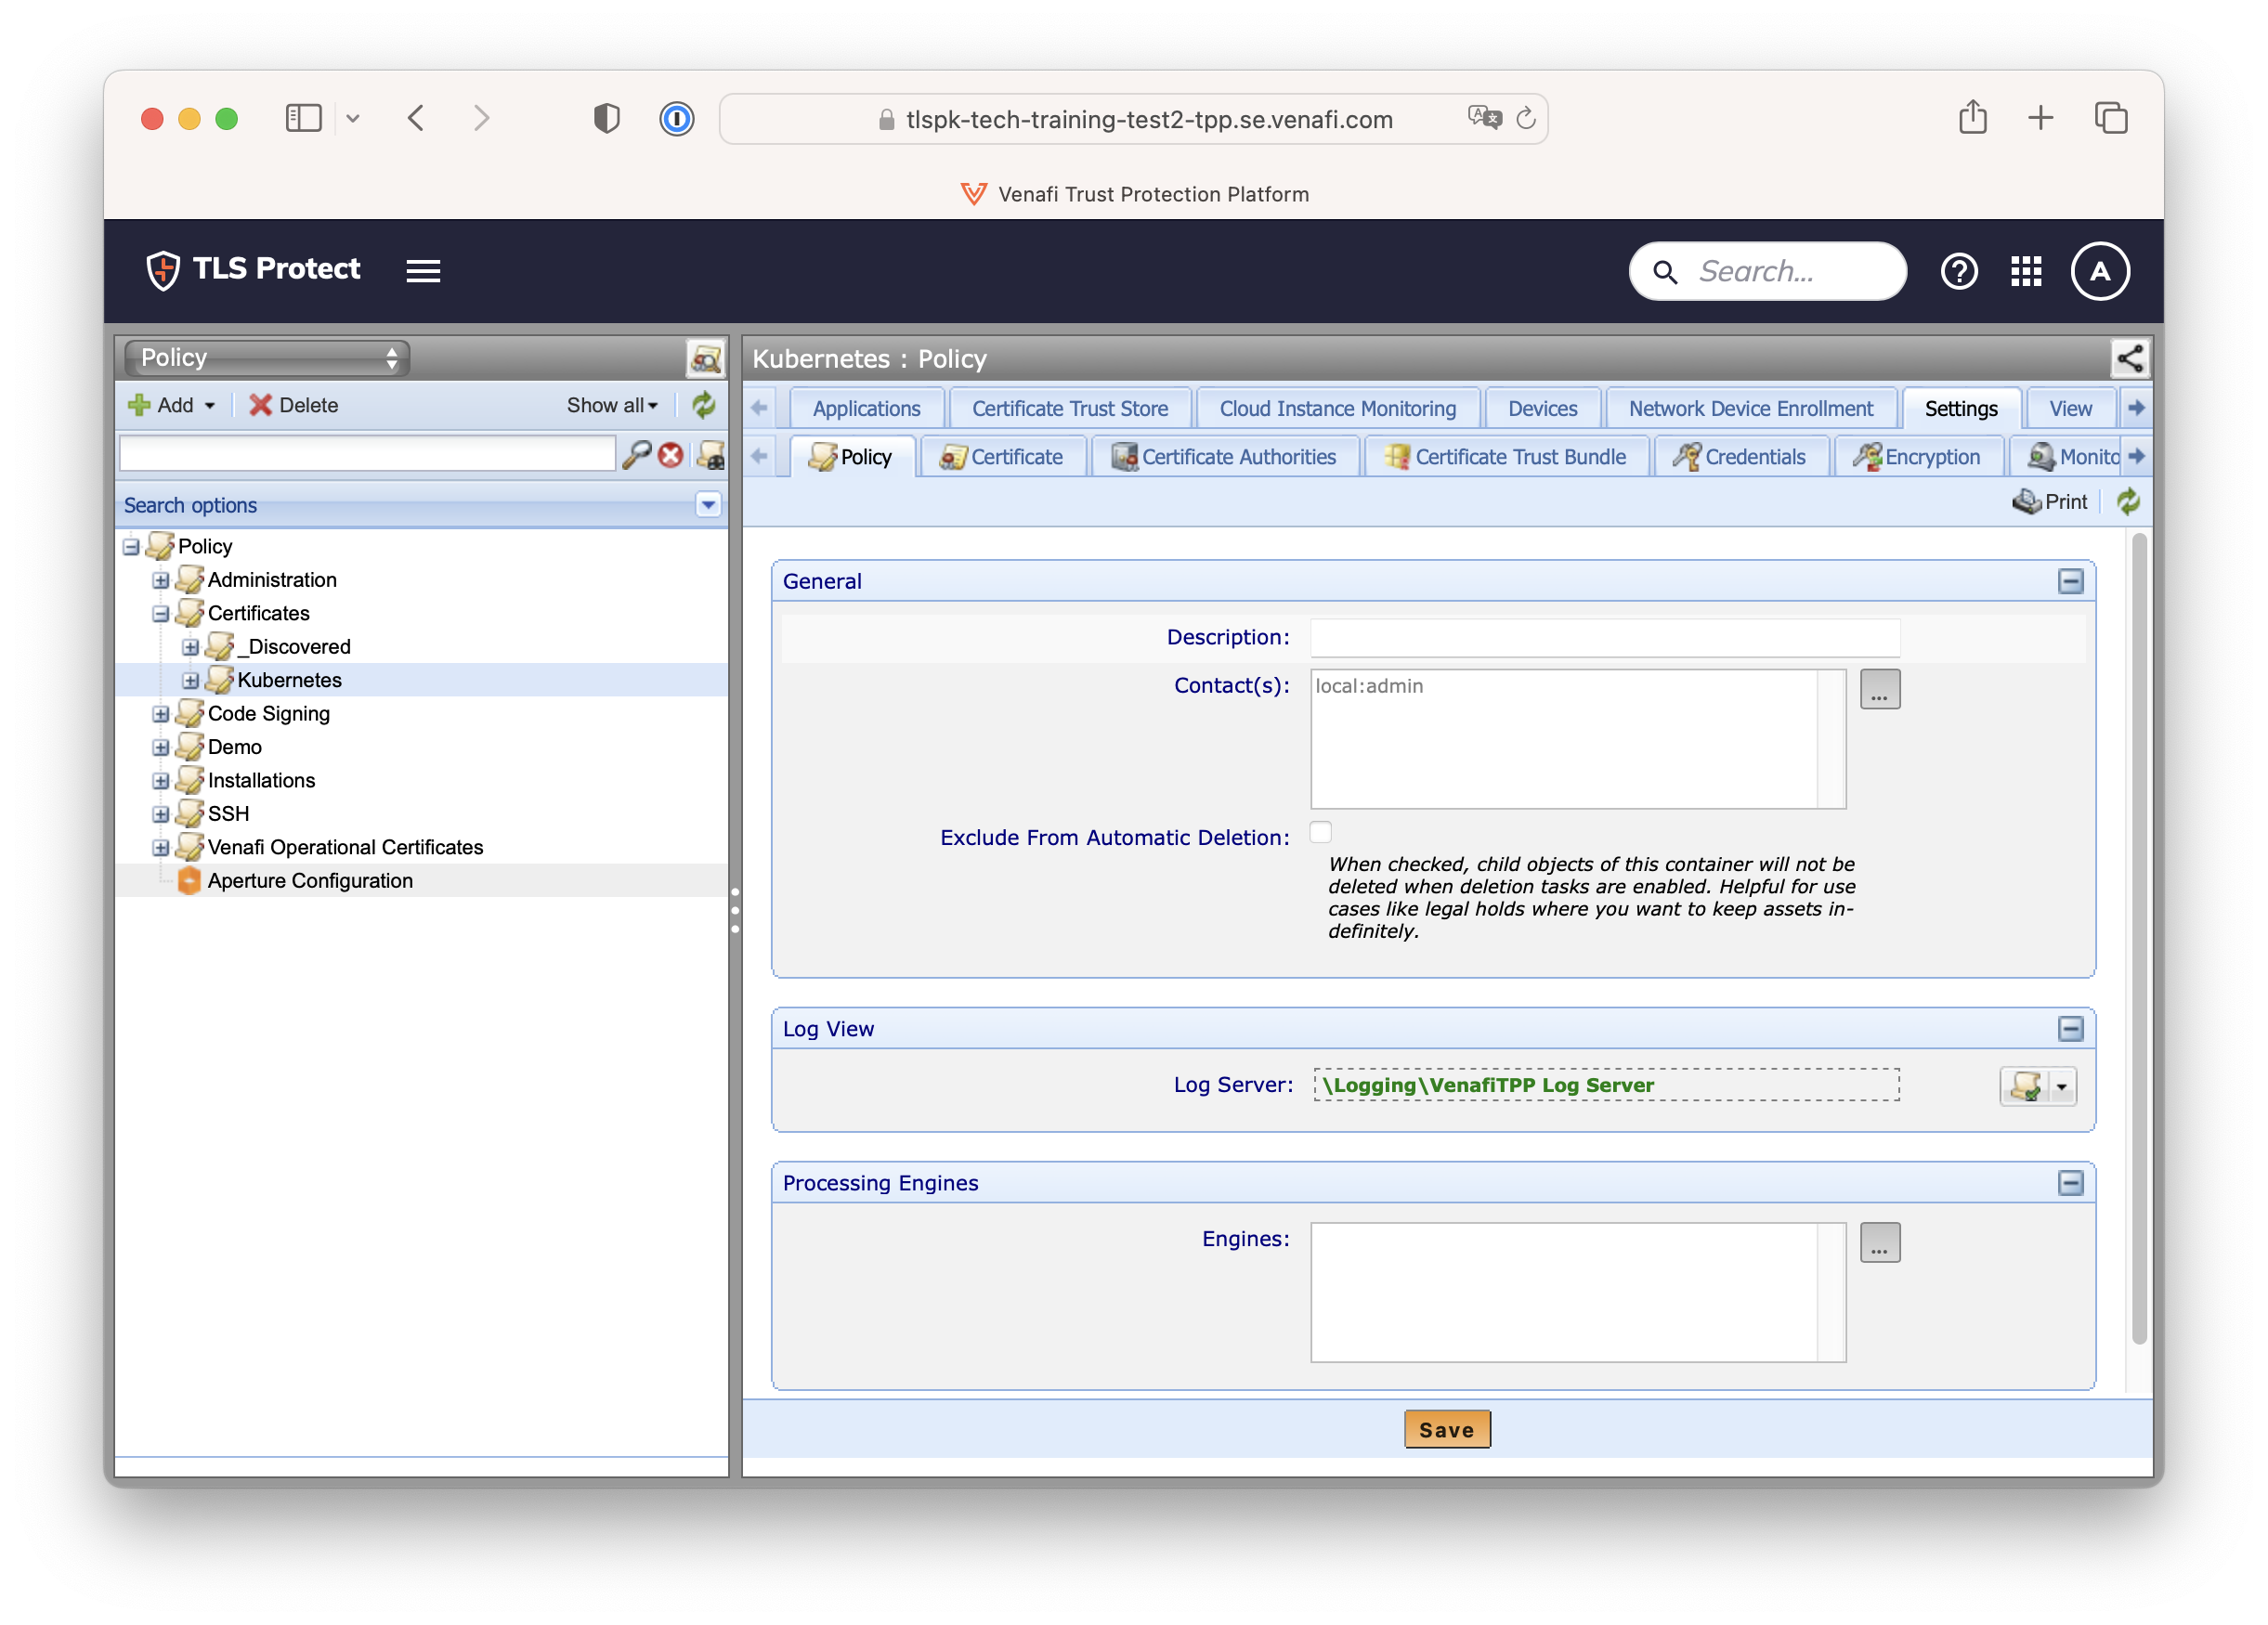 tlspk-tech-training-test2-tpp.se.venafi.com
Venafi Trust Protection Platform
TLS Protect
Search...
A
Policy
Kubernetes : Policy
Add
Delete
Show all
Applications
Certificate Trust Store
Cloud Instance Monitoring
Devices
Network Device Enrollment
Settings
View
Policy
Certificate
Certificate Authorities
Certificate Trust Bundle
Credentials
Encryption
Monito
Search options
Print
Policy
Administration
Certificates
_Discovered
Kubernetes
Code Signing
Demo
Installations
SSH
Venafi Operational Certificates
Aperture Configuration
General
Description:
Contact(s):
local:admin
...
Exclude From Automatic Deletion:
When checked, child objects of this container will not be
deleted when deletion tasks are enabled. Helpful for use
cases like legal holds where you want to keep assets in-
definitely.
Log View
Log Server:
\Logging\VenafiTPP Log Server
Processing Engines
Engines:
...
Save